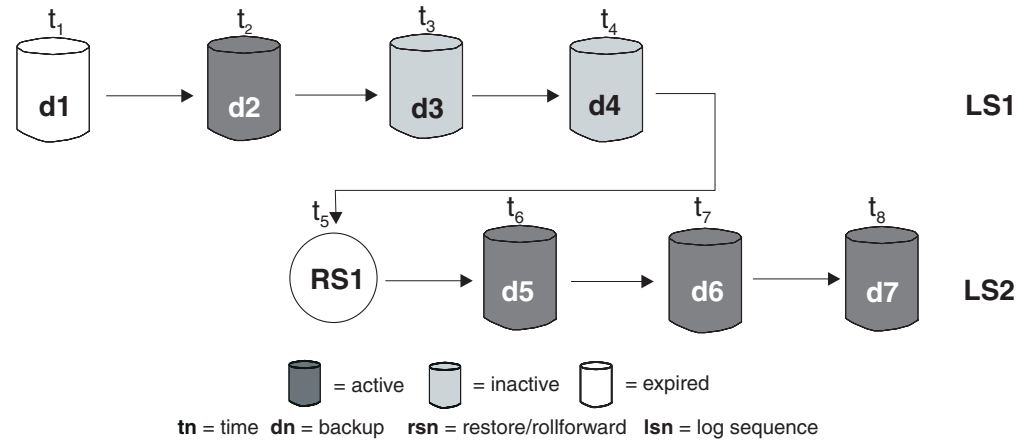 t1 t2 t3 t4
d1 d2 d3 d4 LS1
t5 t6 t7 t8
RS1 d5 d6 d7 LS2
= active = inactive = expired
tn = time dn = backup rsn = restore/rollforward lsn = log sequence